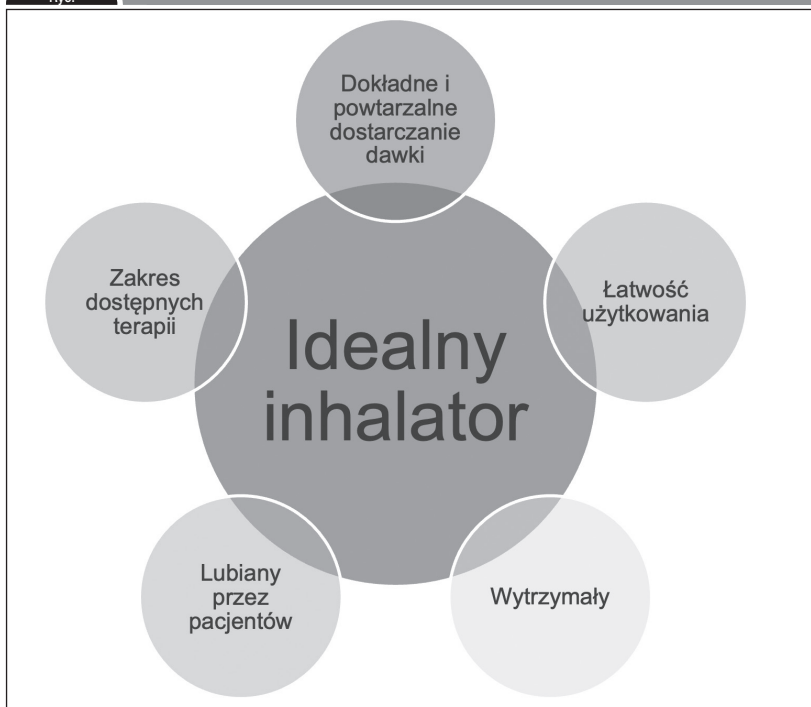 Dokładne i
powtarzalne
dostarczanie
dawki
Zakres
dostępnych
terapii
Łatwość
użytkowania
Idealny
inhalator
Lubiany
przez
pacjentów
Wytrzymały